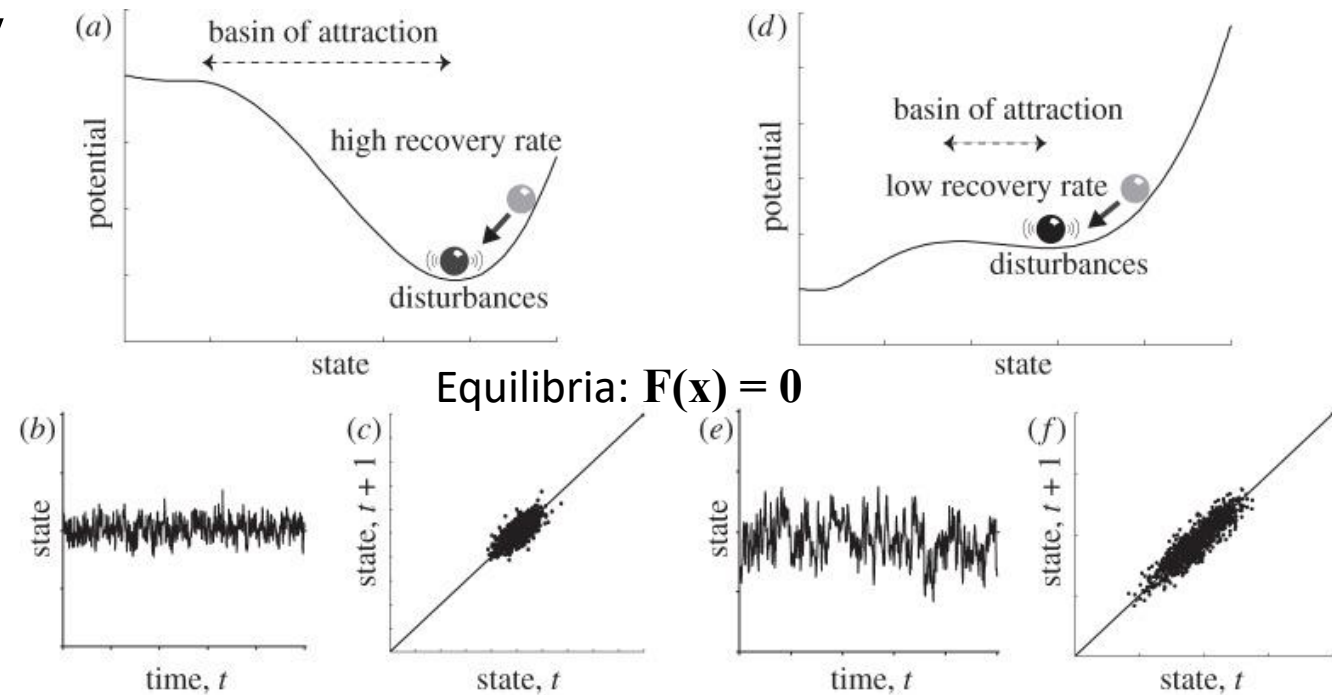 (a)
basin of attraction
high recovery rate
disturbances
potential
state
(d)
basin of attraction
low recovery rate
disturbances
potential
state
Equilibria: F(x) = 0
(b)
state
time, t
(c)
state, t + 1
state, t
(e)
state
time, t
(f)
state, t + 1
state, t